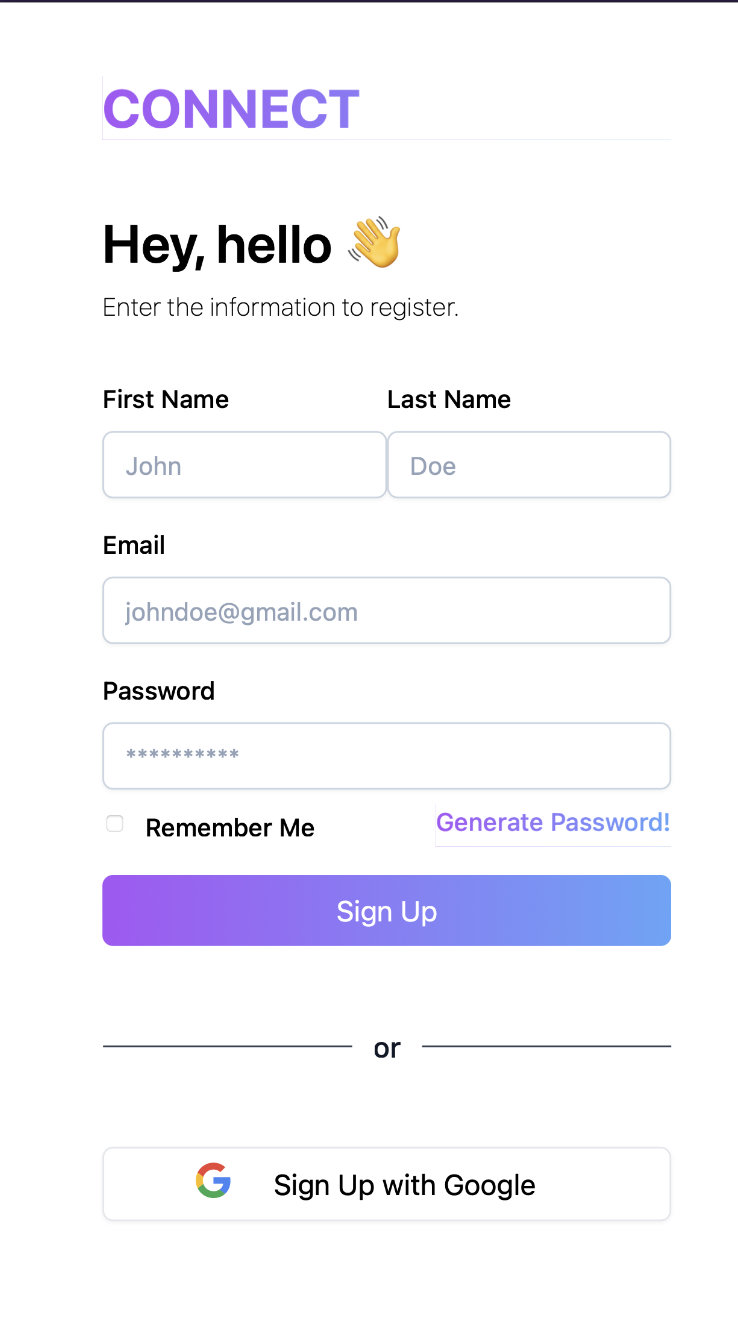 CONNECT
Hey, hello 👋
Enter the information to register.
First Name Last Name
John Doe
Email
johndoe@gmail.com
Password
**********
Remember Me Generate Password!
Sign Up
or
Sign Up with Google